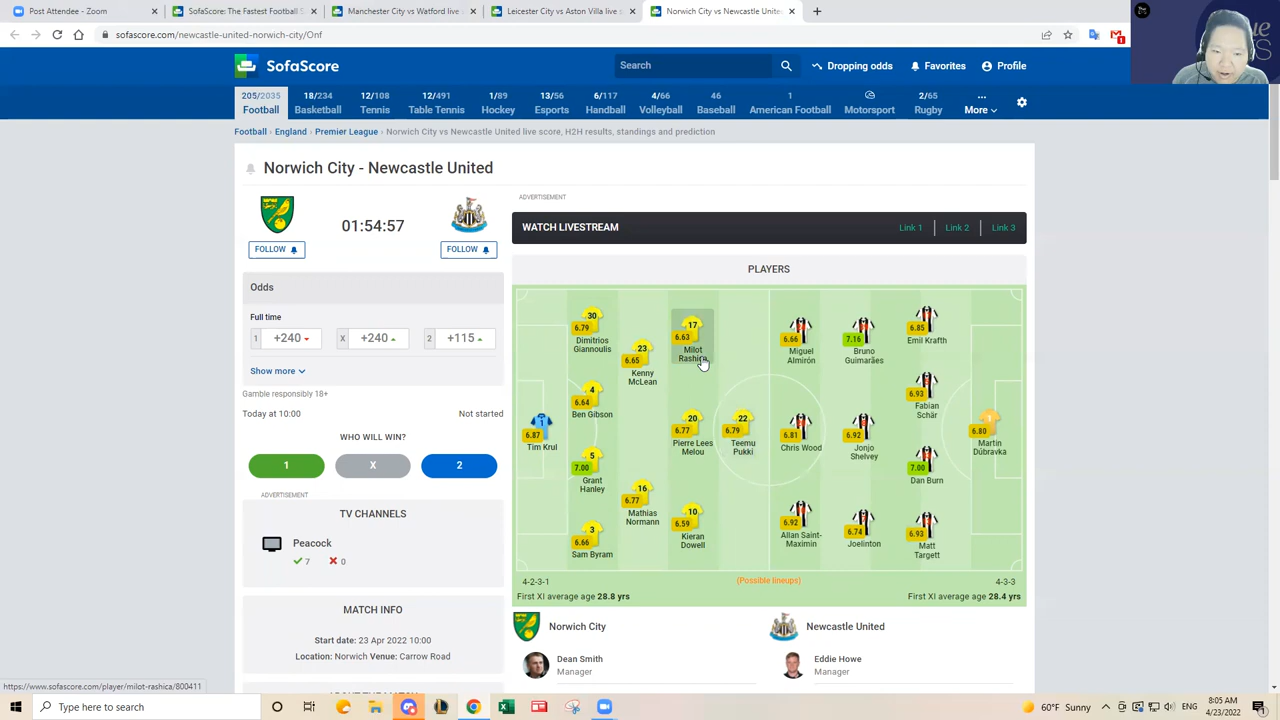 Post Attendee - Zoom
SofaScore: The Fastest Football S
Manchester City vs Watford live s
Leicester City vs Aston Villa live s
Norwich City vs Newcastle Unite
sofascore.com/newcastle-united-norwich-city/Onf
SofaScore
Search
Dropping odds
Favorites
Profile
205/2035
Football
18/234
Basketball
12/108
Tennis
12/491
Table Tennis
1/89
Hockey
13/56
Esports
6/117
Handball
4/66
Volleyball
Baseball
1
American Football
Motorsport
2/65
Rugby
...
More
Football
England
Premier League
Norwich City vs Newcastle United live score, H2H results, standings and prediction
Norwich City - Newcastle United
01:54:57
FOLLOW
FOLLOW
Odds
Full time
1 +240
X +240
2 +115
Show more
Gamble responsibly 18+
Today at 10:00
Not started
WHO WILL WIN?
1
X
2
ADVERTISEMENT
TV CHANNELS
Peacock
7
0
MATCH INFO
Start date: 23 Apr 2022 10:00
Location: Norwich Venue: Carrow Road
ADVERTISEMENT
WATCH LIVESTREAM
Link 1
Link 2
Link 3
PLAYERS
1
6.87
Tim Krul
30
6.79
Dimitrios
Giannoulis
4
6.64
Ben Gibson
5
7.00
Grant
Hanley
3
6.66
Sam Byram
23
6.65
Kenny
McLean
16
6.77
Mathias
Normann
17
6.63
Milot
Rashica
20
6.77
Pierre Lees
Melou
10
6.59
Kieran
Dowell
22
6.79
Teemu
Pukki
6.66
Miguel
Almirón
6.81
Chris Wood
6.92
Allan Saint-
Maximin
7.16
Bruno
Guimarães
6.92
Jonjo
Shelvey
6.74
Joelinton
6.85
Emil Krafth
6.93
Fabian
Schär
7.00
Dan Burn
6.93
Matt
Targett
1
6.80
Martin
Dúbravka
4-2-3-1
(Possible lineups)
4-3-3
First XI average age 28.8 yrs
First XI average age 28.4 yrs
Norwich City
Newcastle United
Dean Smith
Manager
Eddie Howe
Manager
https://www.sofascore.com/player/milot-rashica/800411
Type here to search
60°F Sunny
ENG
8:05 AM
4/23/2022